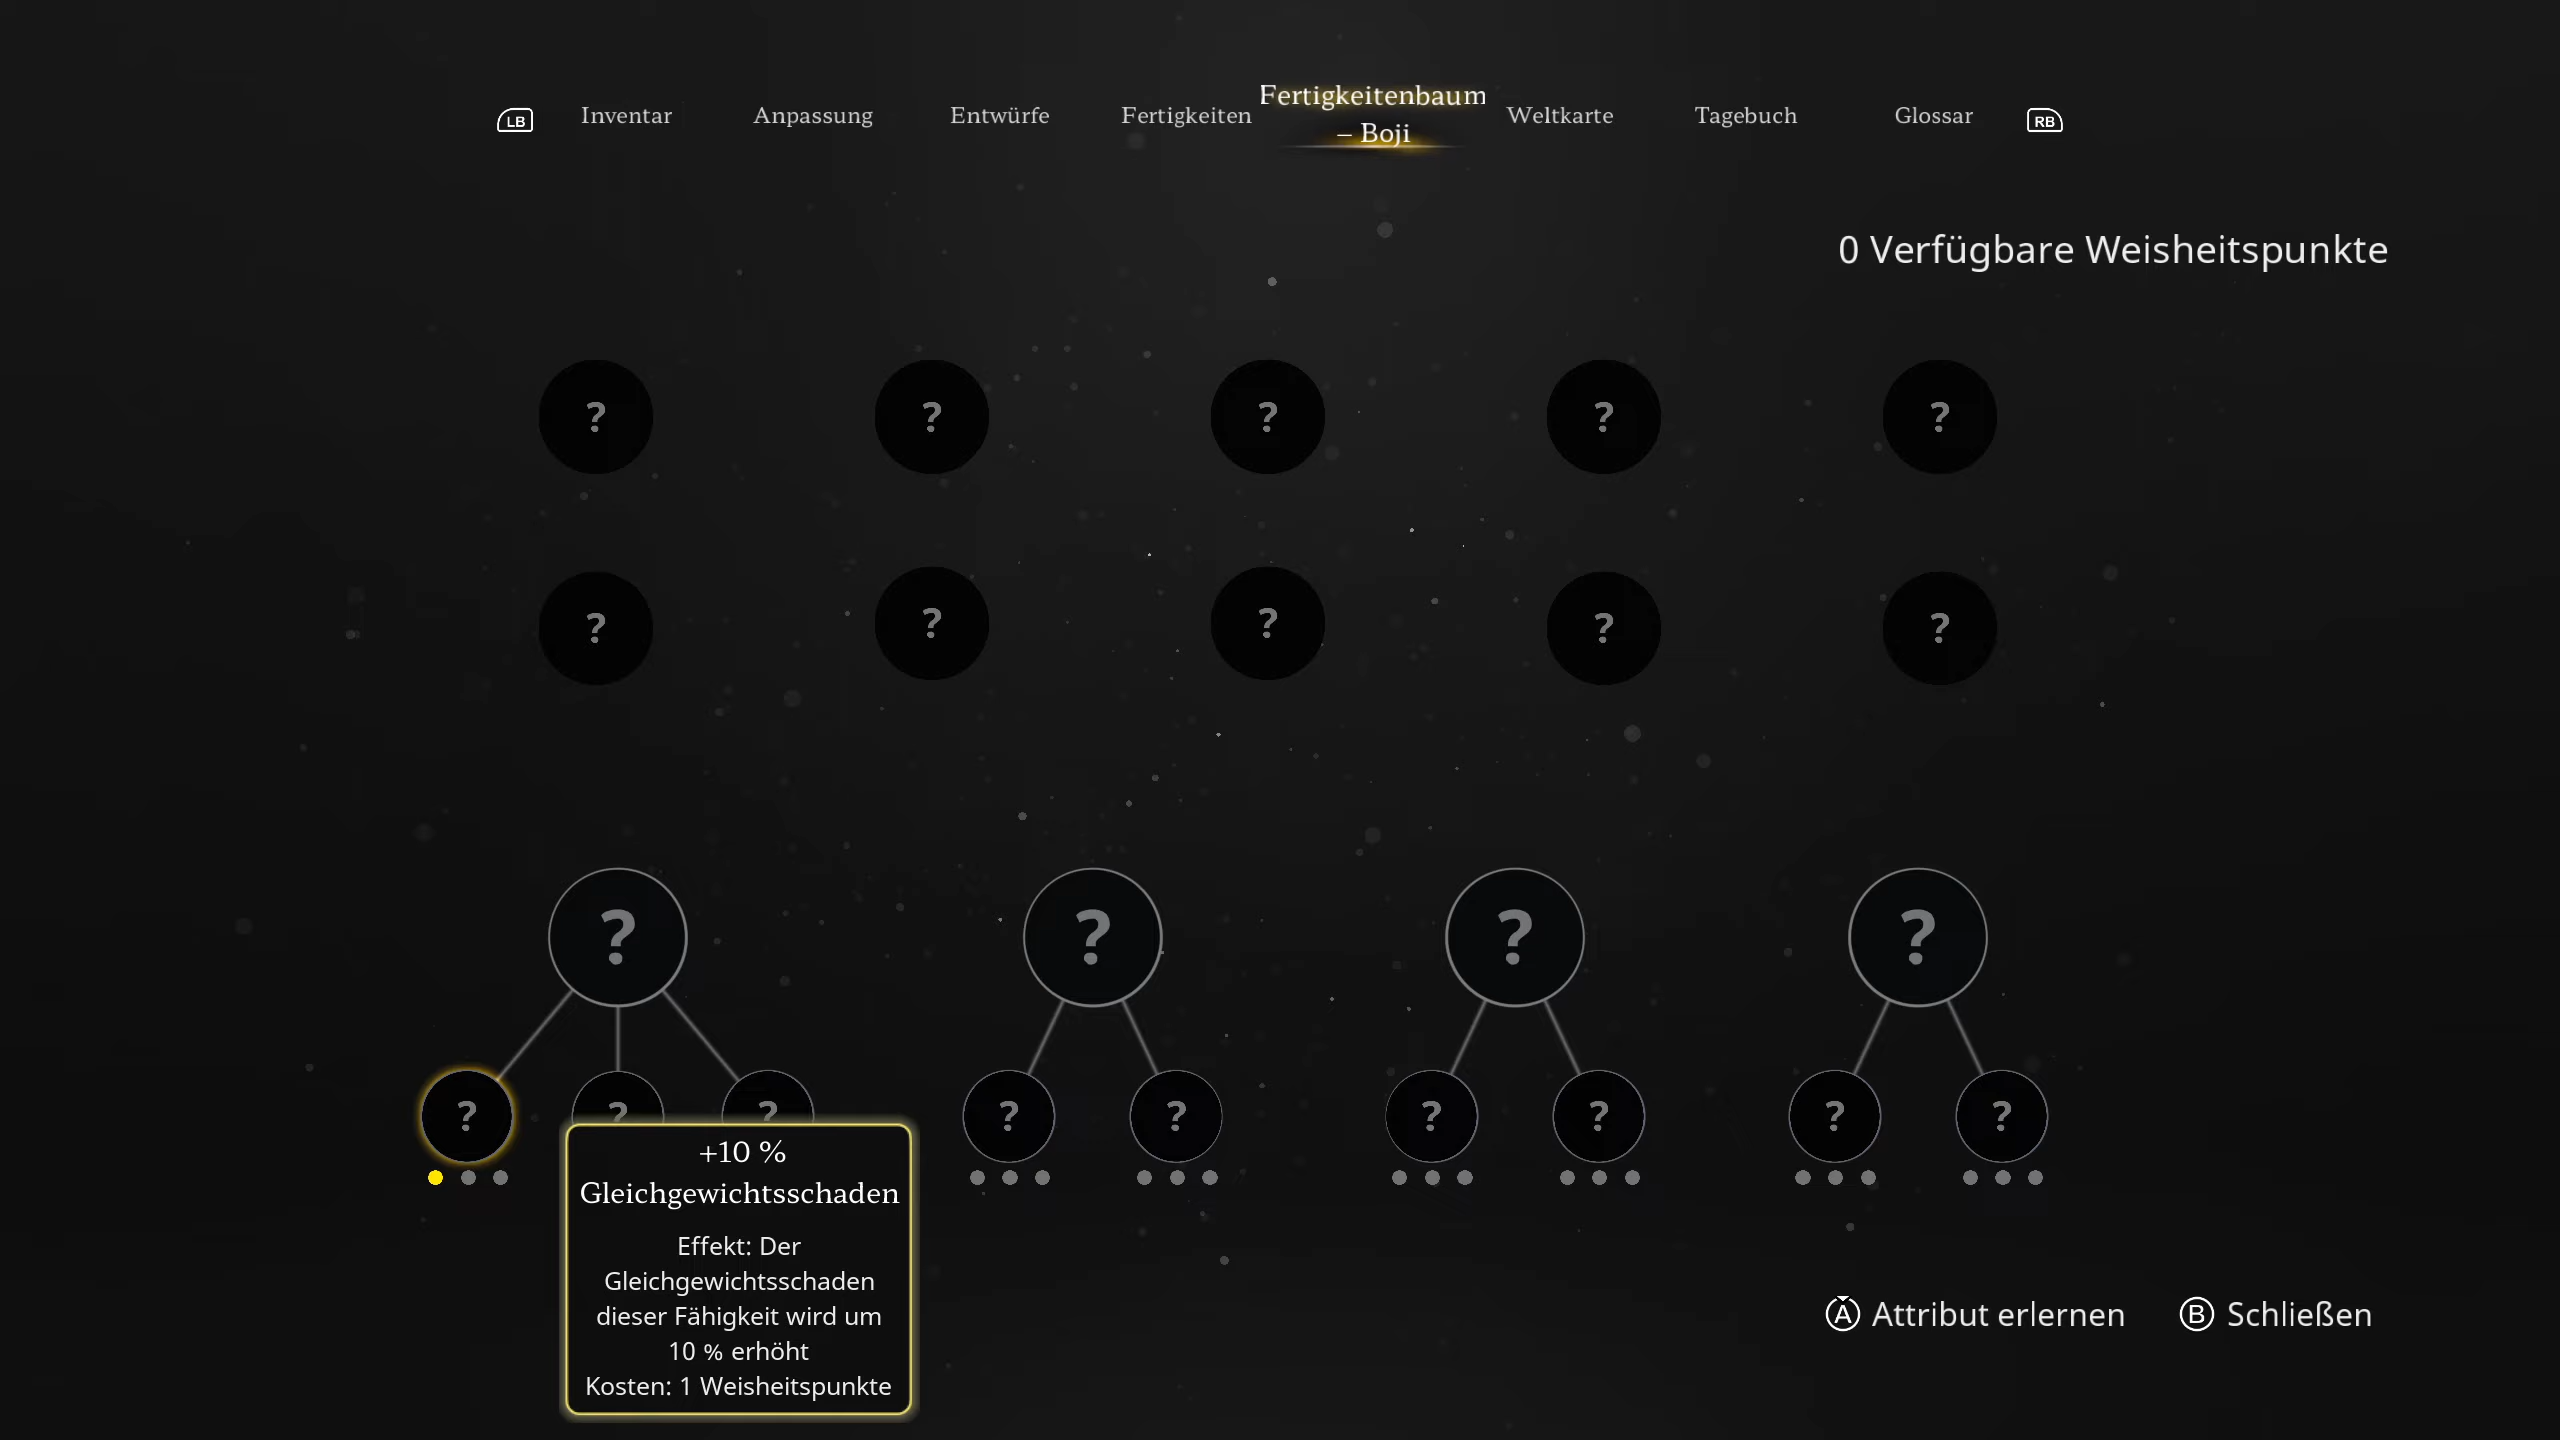 LB
Inventar
Anpassung
Entwürfe
Fertigkeiten
Fertigkeitenbaum
– Boji
Weltkarte
Tagebuch
Glossar
RB
0 Verfügbare Weisheitspunkte
? ? ? ? ?
? ? ? ? ?
? ? ? ?
? ? ? ? ? ? ? ? ?
+10 %
Gleichgewichtsschaden
Effekt: Der
Gleichgewichtsschaden
dieser Fähigkeit wird um
10 % erhöht
Kosten: 1 Weisheitspunkte
A Attribut erlernen
B Schließen